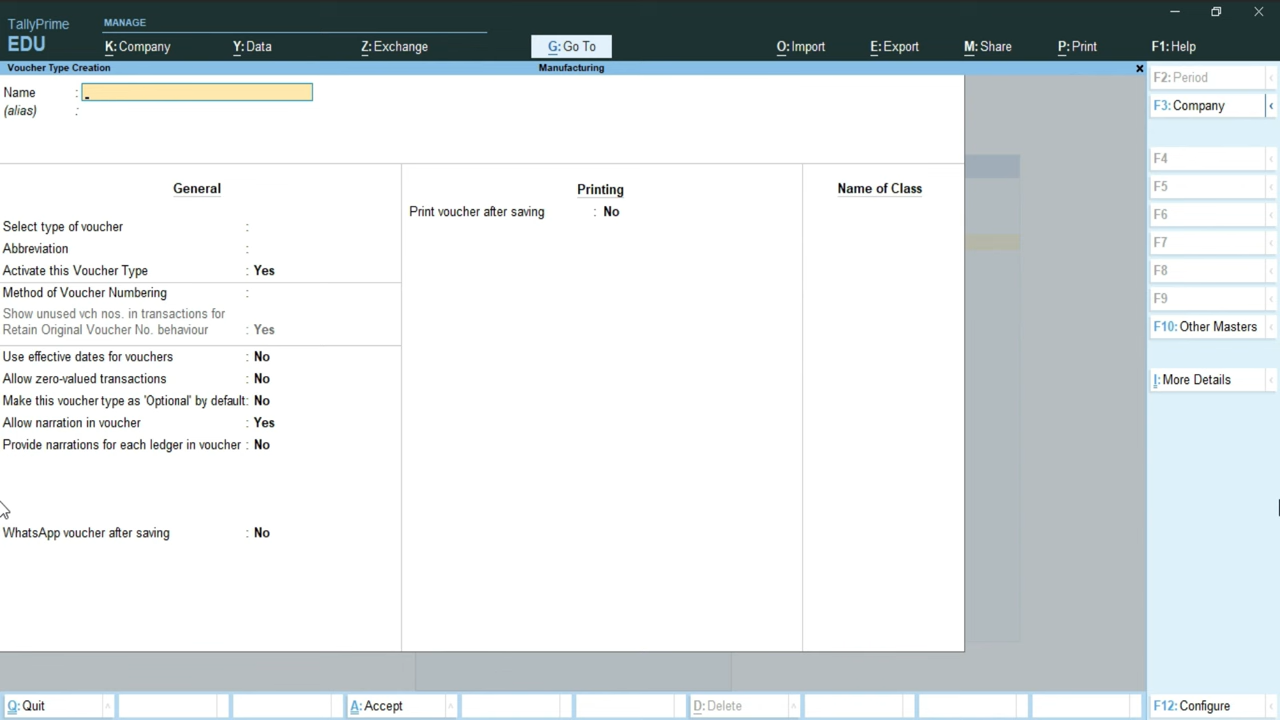 TallyPrime
EDU
MANAGE
K:Company
Y:Data
Z:Exchange
G:Go To
O:Import
E:Export
M:Share
P:Print
F1:Help
Voucher Type Creation
Manufacturing
Name :
(alias) :
General
Select type of voucher :
Abbreviation :
Activate this Voucher Type : Yes
Method of Voucher Numbering :
Show unused vch nos. in transactions for
Retain Original Voucher No. behaviour : Yes
Use effective dates for vouchers : No
Allow zero-valued transactions : No
Make this voucher type as 'Optional' by default: No
Allow narration in voucher : Yes
Provide narrations for each ledger in voucher : No
WhatsApp voucher after saving : No
Printing
Print voucher after saving : No
Name of Class
F2: Period
F3: Company
F4
F5
F6
F7
F8
F9
F10: Other Masters
I: More Details
Q: Quit
A: Accept
D: Delete
F12: Configure